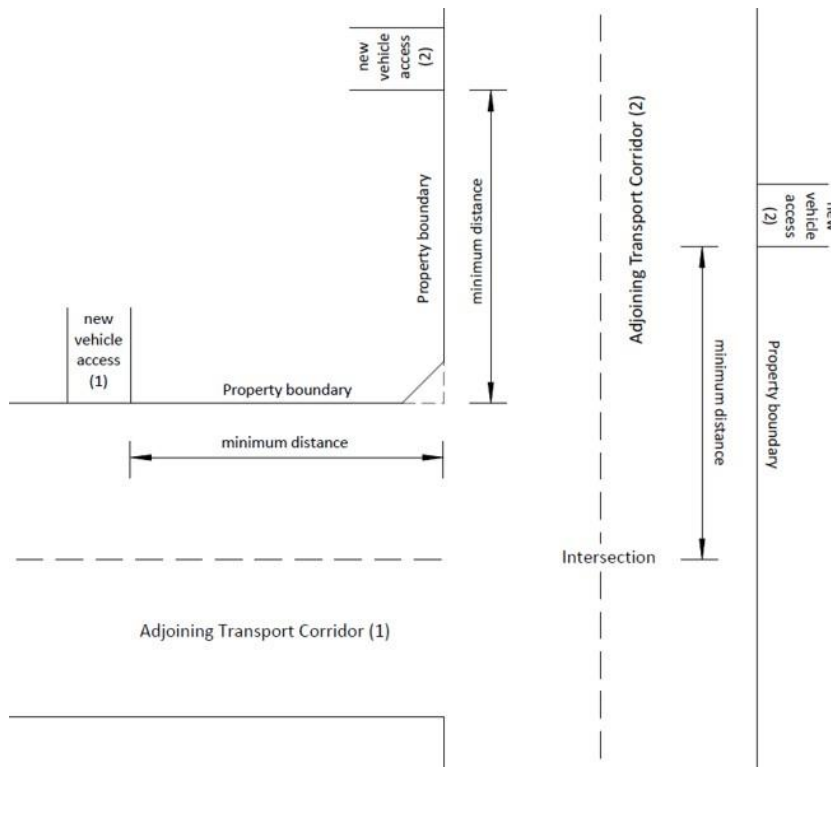 new
vehicle
access
(2)
Property boundary
minimum distance
Adjoining Transport Corridor (2)
vehicle
access
(2)
minimum distance
Property boundary
new
vehicle
access
(1)
Property boundary
minimum distance
Intersection
Adjoining Transport Corridor (1)